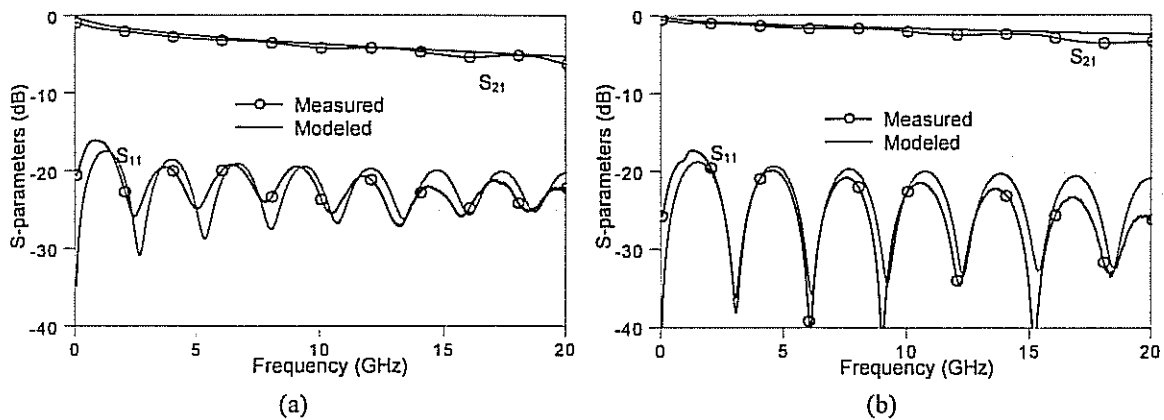 0
-10
-20
-30
-40
S-parameters (dB)
S21
Measured
Modeled
S11
0 5 10 15 20
Frequency (GHz)
(a)
0
-10
-20
-30
-40
S-parameters (dB)
S21
Measured
Modeled
S11
0 5 10 15 20
Frequency (GHz)
(b)